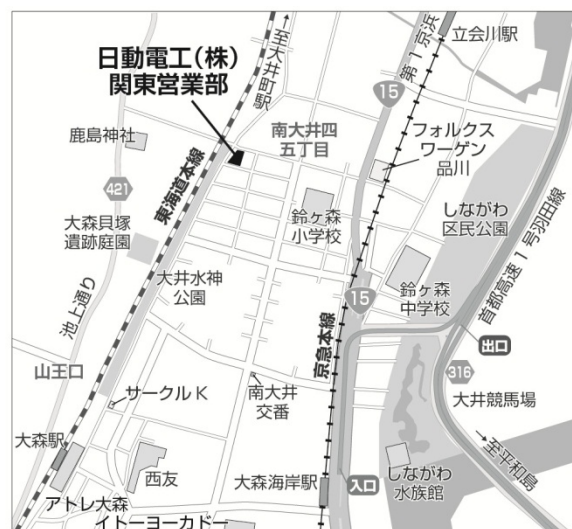 立会川駅
→至大井町駅
第1京浜
日動電工(株)
関東営業部
15
南大井四
五丁目
フォルクス
ワーゲン
品川
鹿島神社
421
東海道本線
鈴ヶ森
小学校
しながわ
区民公園
首都高速1号羽田線
大森貝塚
遺跡庭園
大井水神
公園
池上通り
15
鈴ヶ森
中学校
京急本線
出口
316
山王口
サークルK
南大井
交番
大井競馬場
→至平和島
大森駅
西友
大森海岸駅
入口
しながわ
水族館
アトレ大森
イトーヨーカドー